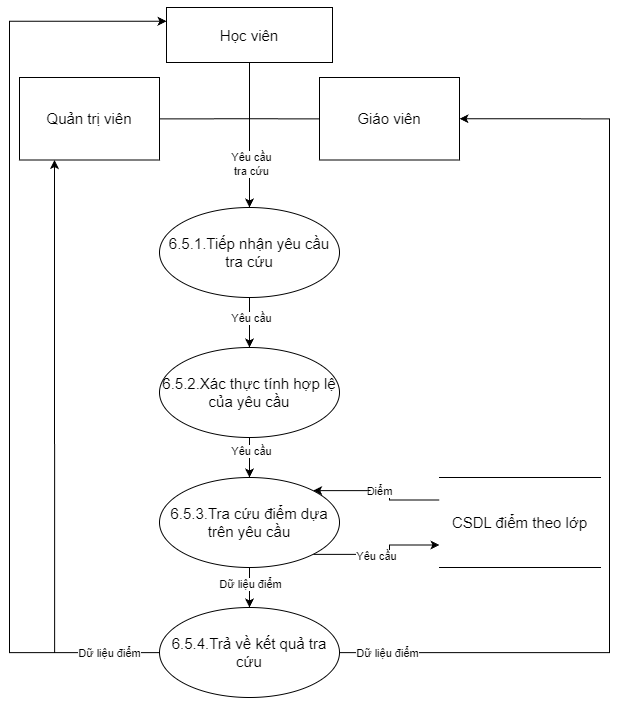 Học viên
Quản trị viên
Giáo viên
Yêu cầu
tra cứu
6.5.1.Tiếp nhận yêu cầu
tra cứu
Yêu cầu
6.5.2.Xác thực tính hợp lệ
của yêu cầu
Yêu cầu
Điểm
6.5.3.Tra cứu điểm dựa
trên yêu cầu
CSDL điểm theo lớp
Yêu cầu
Dữ liệu điểm
6.5.4.Trả về kết quả tra
cứu
Dữ liệu điểm
Dữ liệu điểm